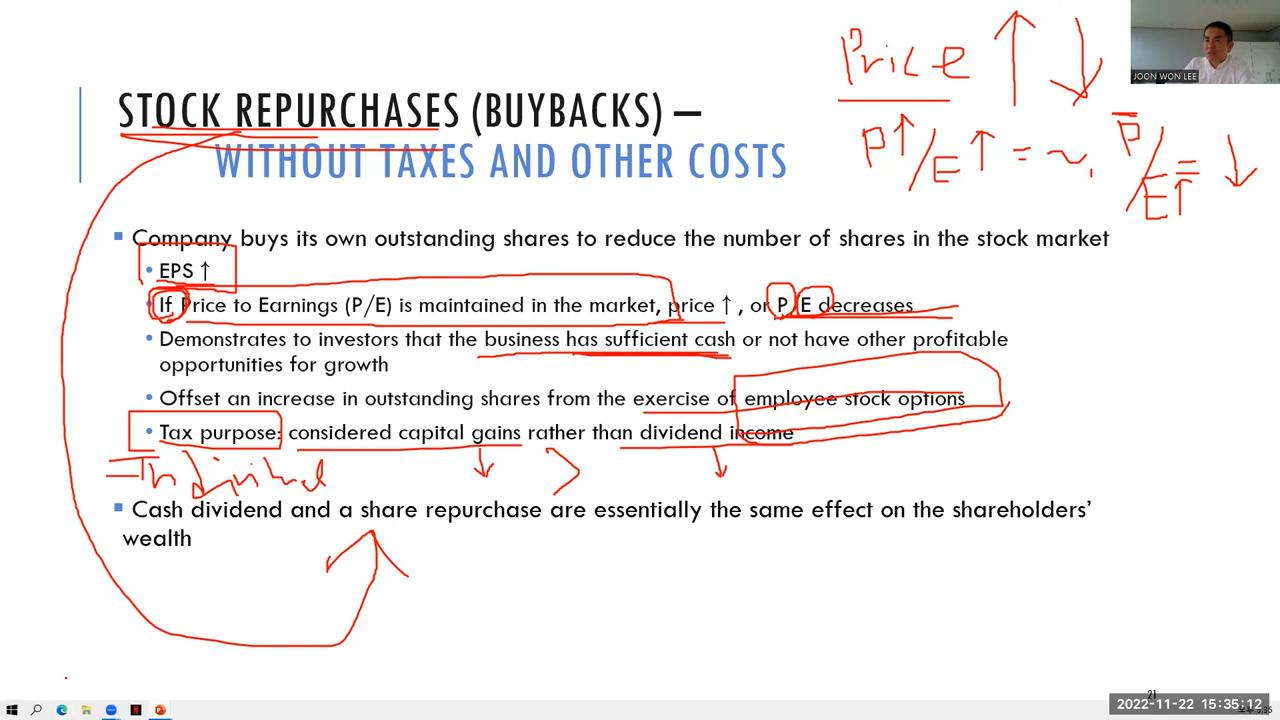 Price ↑ ↓
JOON WON LEE
P↑/E↑ = ~.
P/E↑ = ↓
STOCK REPURCHASES (BUYBACKS) –
WITHOUT TAXES AND OTHER COSTS
▪ Company buys its own outstanding shares to reduce the number of shares in the stock market
• EPS ↑
• If Price to Earnings (P/E) is maintained in the market, price ↑ , or P E decreases
• Demonstrates to investors that the business has sufficient cash or not have other profitable
opportunities for growth
• Offset an increase in outstanding shares from the exercise of employee stock options
• Tax purpose: considered capital gains rather than dividend income
↓ > ↓
▪ Cash dividend and a share repurchase are essentially the same effect on the shareholders'
wealth
21
2022-11-22 15:35:12